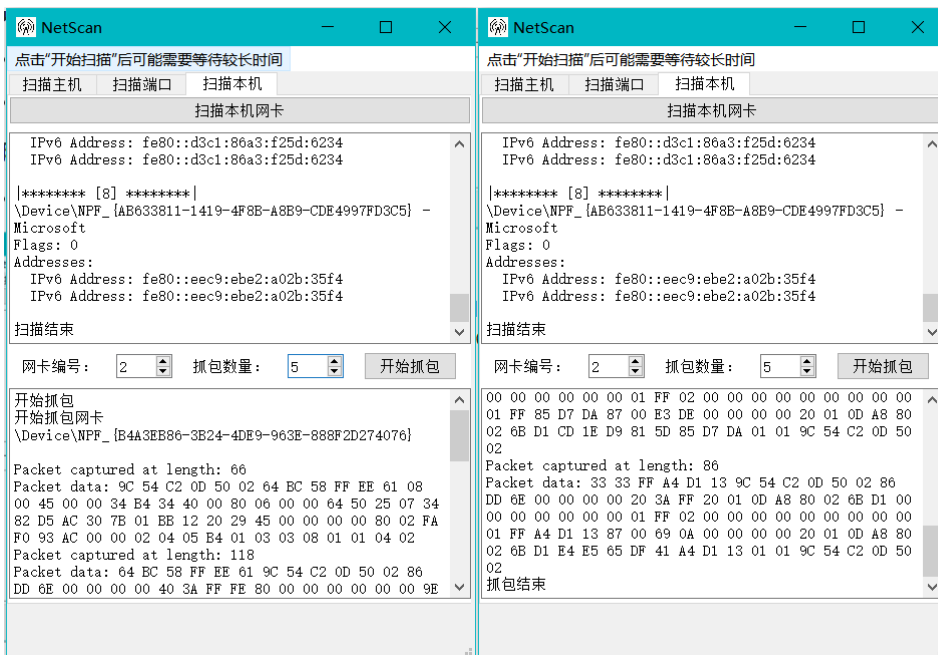 NetScan
点击“开始扫描”后可能需要等待较长时间
扫描主机 扫描端口 扫描本机
扫描本机网卡
IPv6 Address: fe80::d3c1:86a3:f25d:6234
IPv6 Address: fe80::d3c1:86a3:f25d:6234
|******** [8] ********|
\Device\NPF_{AB633811-1419-4F8B-A8B9-CDE4997FD3C5} -
Microsoft
Flags: 0
Addresses:
IPv6 Address: fe80::eec9:ebe2:a02b:35f4
IPv6 Address: fe80::eec9:ebe2:a02b:35f4
扫描结束
网卡编号: 2 抓包数量: 5 开始抓包
开始抓包
开始抓包网卡
\Device\NPF_{B4A3EB86-3B24-4DE9-963E-888F2D274076}
Packet captured at length: 66
Packet data: 9C 54 C2 0D 50 02 64 BC 58 FF EE 61 08
00 45 00 00 34 B4 34 40 00 80 06 00 00 64 50 25 07 34
82 D5 AC 30 7B 01 BB 12 20 29 45 00 00 00 00 80 02 FA
F0 93 AC 00 00 02 04 05 B4 01 03 03 08 01 01 04 02
Packet captured at length: 118
Packet data: 64 BC 58 FF EE 61 9C 54 C2 0D 50 02 86
DD 6E 00 00 00 00 40 3A FF FE 80 00 00 00 00 00 00 9E
NetScan
点击“开始扫描”后可能需要等待较长时间
扫描主机 扫描端口 扫描本机
扫描本机网卡
IPv6 Address: fe80::d3c1:86a3:f25d:6234
IPv6 Address: fe80::d3c1:86a3:f25d:6234
|******** [8] ********|
\Device\NPF_{AB633811-1419-4F8B-A8B9-CDE4997FD3C5} -
Microsoft
Flags: 0
Addresses:
IPv6 Address: fe80::eec9:ebe2:a02b:35f4
IPv6 Address: fe80::eec9:ebe2:a02b:35f4
扫描结束
网卡编号: 2 抓包数量: 5 开始抓包
00 00 00 00 00 00 01 FF 02 00 00 00 00 00 00 00 00
01 FF 85 D7 DA 87 00 E3 DE 00 00 00 00 20 01 0D A8 80
02 6B D1 CD 1E D9 81 5D 85 D7 DA 01 01 9C 54 C2 0D 50
02
Packet captured at length: 86
Packet data: 33 33 FF A4 D1 13 9C 54 C2 0D 50 02 86
DD 6E 00 00 00 00 20 3A FF 20 01 0D A8 80 02 6B D1 00
00 00 00 00 00 00 01 FF 02 00 00 00 00 00 00 00 00 00
01 FF A4 D1 13 87 00 69 0A 00 00 00 00 20 01 0D A8 80
02 6B D1 E4 E5 65 DF 41 A4 D1 13 01 01 9C 54 C2 0D 50
02
抓包结束